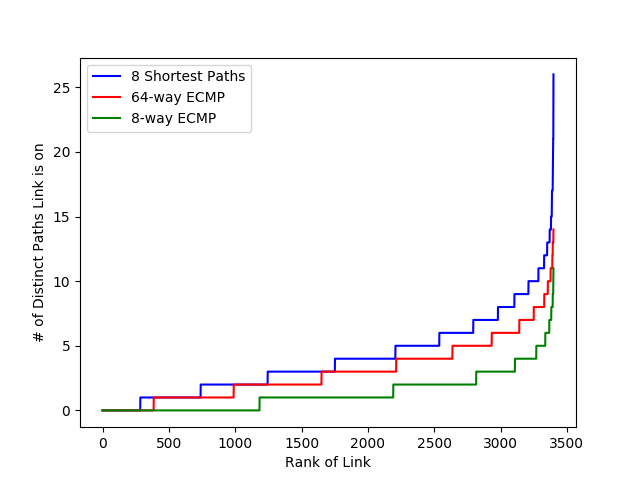 8 Shortest Paths
64-way ECMP
8-way ECMP
# of Distinct Paths Link is on
25
20
15
10
5
0
0 500 1000 1500 2000 2500 3000 3500
Rank of Link